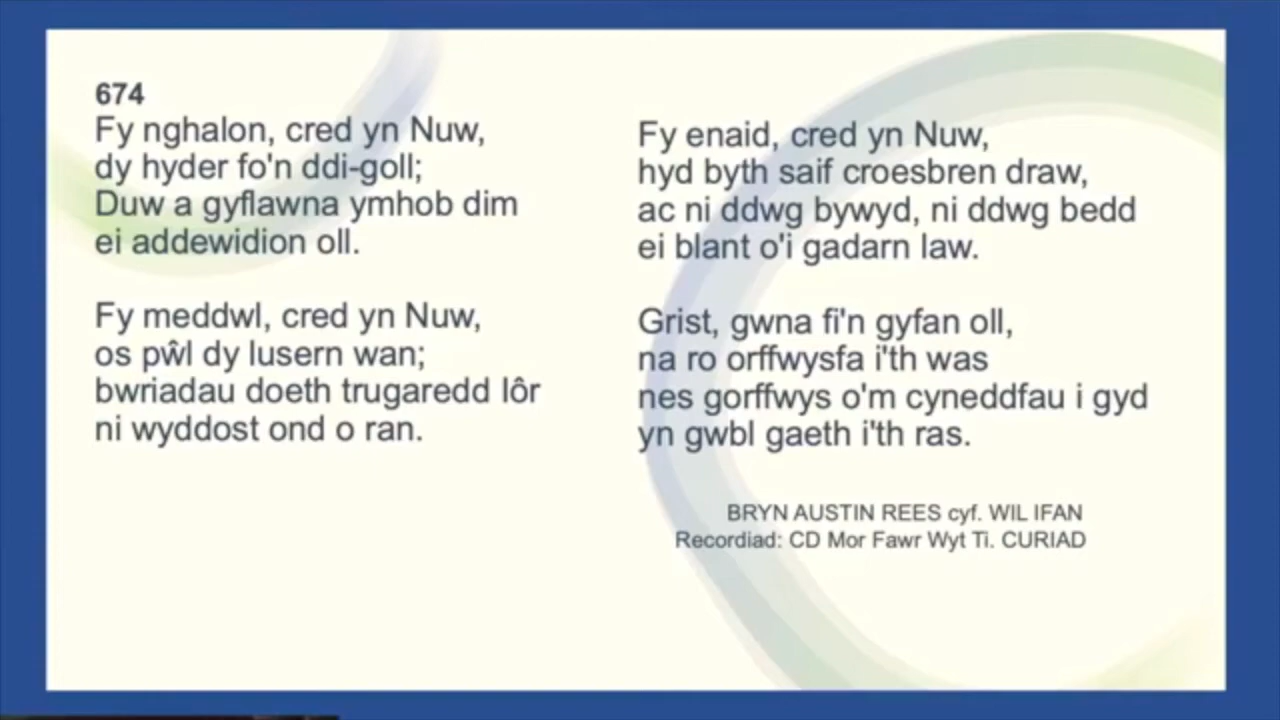 674
Fy nghalon, cred yn Nuw,
dy hyder fo'n ddi-goll;
Duw a gyflawna ymhob dim
ei addewidion oll.
Fy meddwl, cred yn Nuw,
os pŵl dy lusern wan;
bwriadau doeth trugaredd Iôr
ni wyddost ond o ran.
Fy enaid, cred yn Nuw,
hyd byth saif croesbren draw,
ac ni ddwg bywyd, ni ddwg bedd
ei blant o'i gadarn law.
Grist, gwna fi'n gyfan oll,
na ro orffwysfa i'th was
nes gorffwys o'm cyneddfau i gyd
yn gwbl gaeth i'th ras.
BRYN AUSTIN REES cyf. WIL IFAN
Recordiad: CD Mor Fawr Wyt Ti. CURIAD